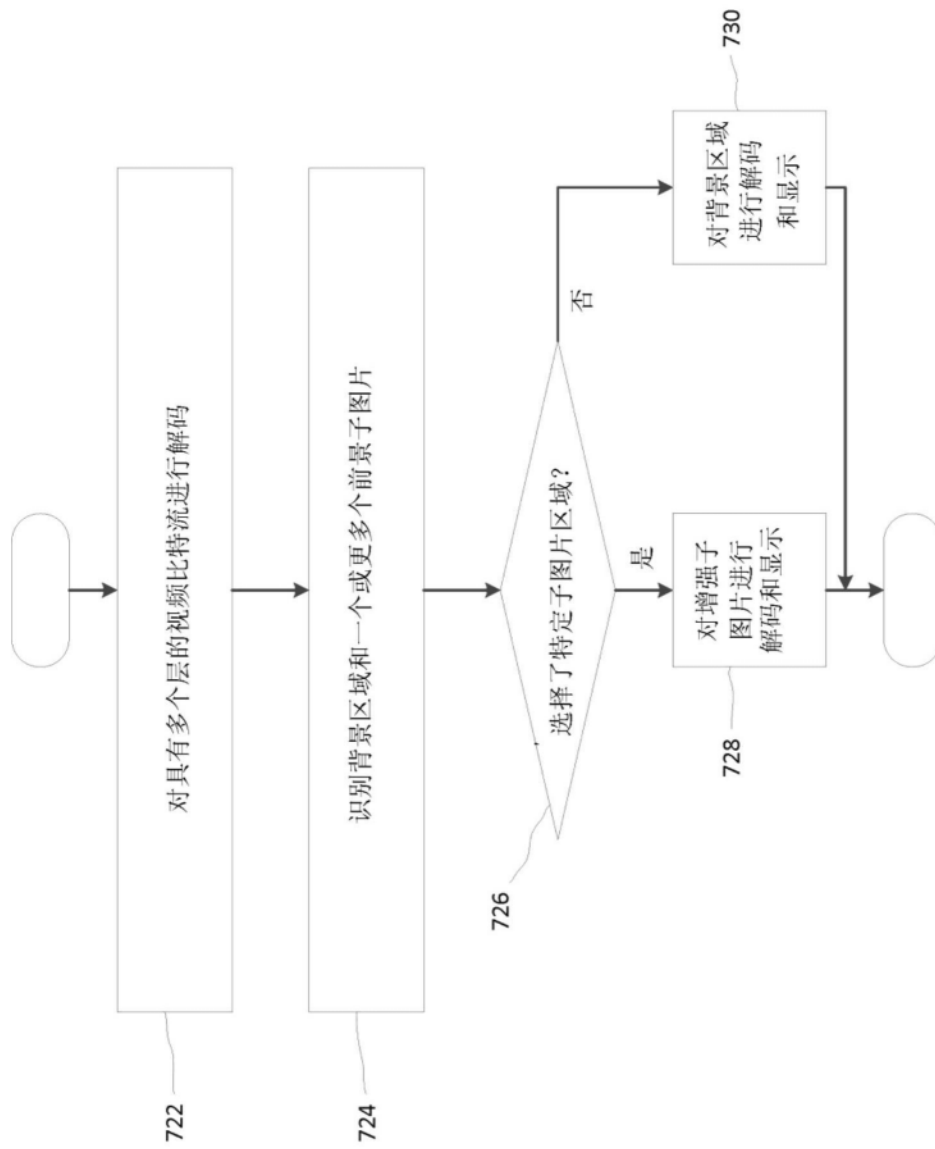 722
对具有多个层的视频比特流进行解码
724
识别背景区域和一个或更多个前景子图片
726
选择了特定子图片区域?
是
否
728
对增强子
图片进行
解码和显示
730
对背景区域
进行解码
和显示